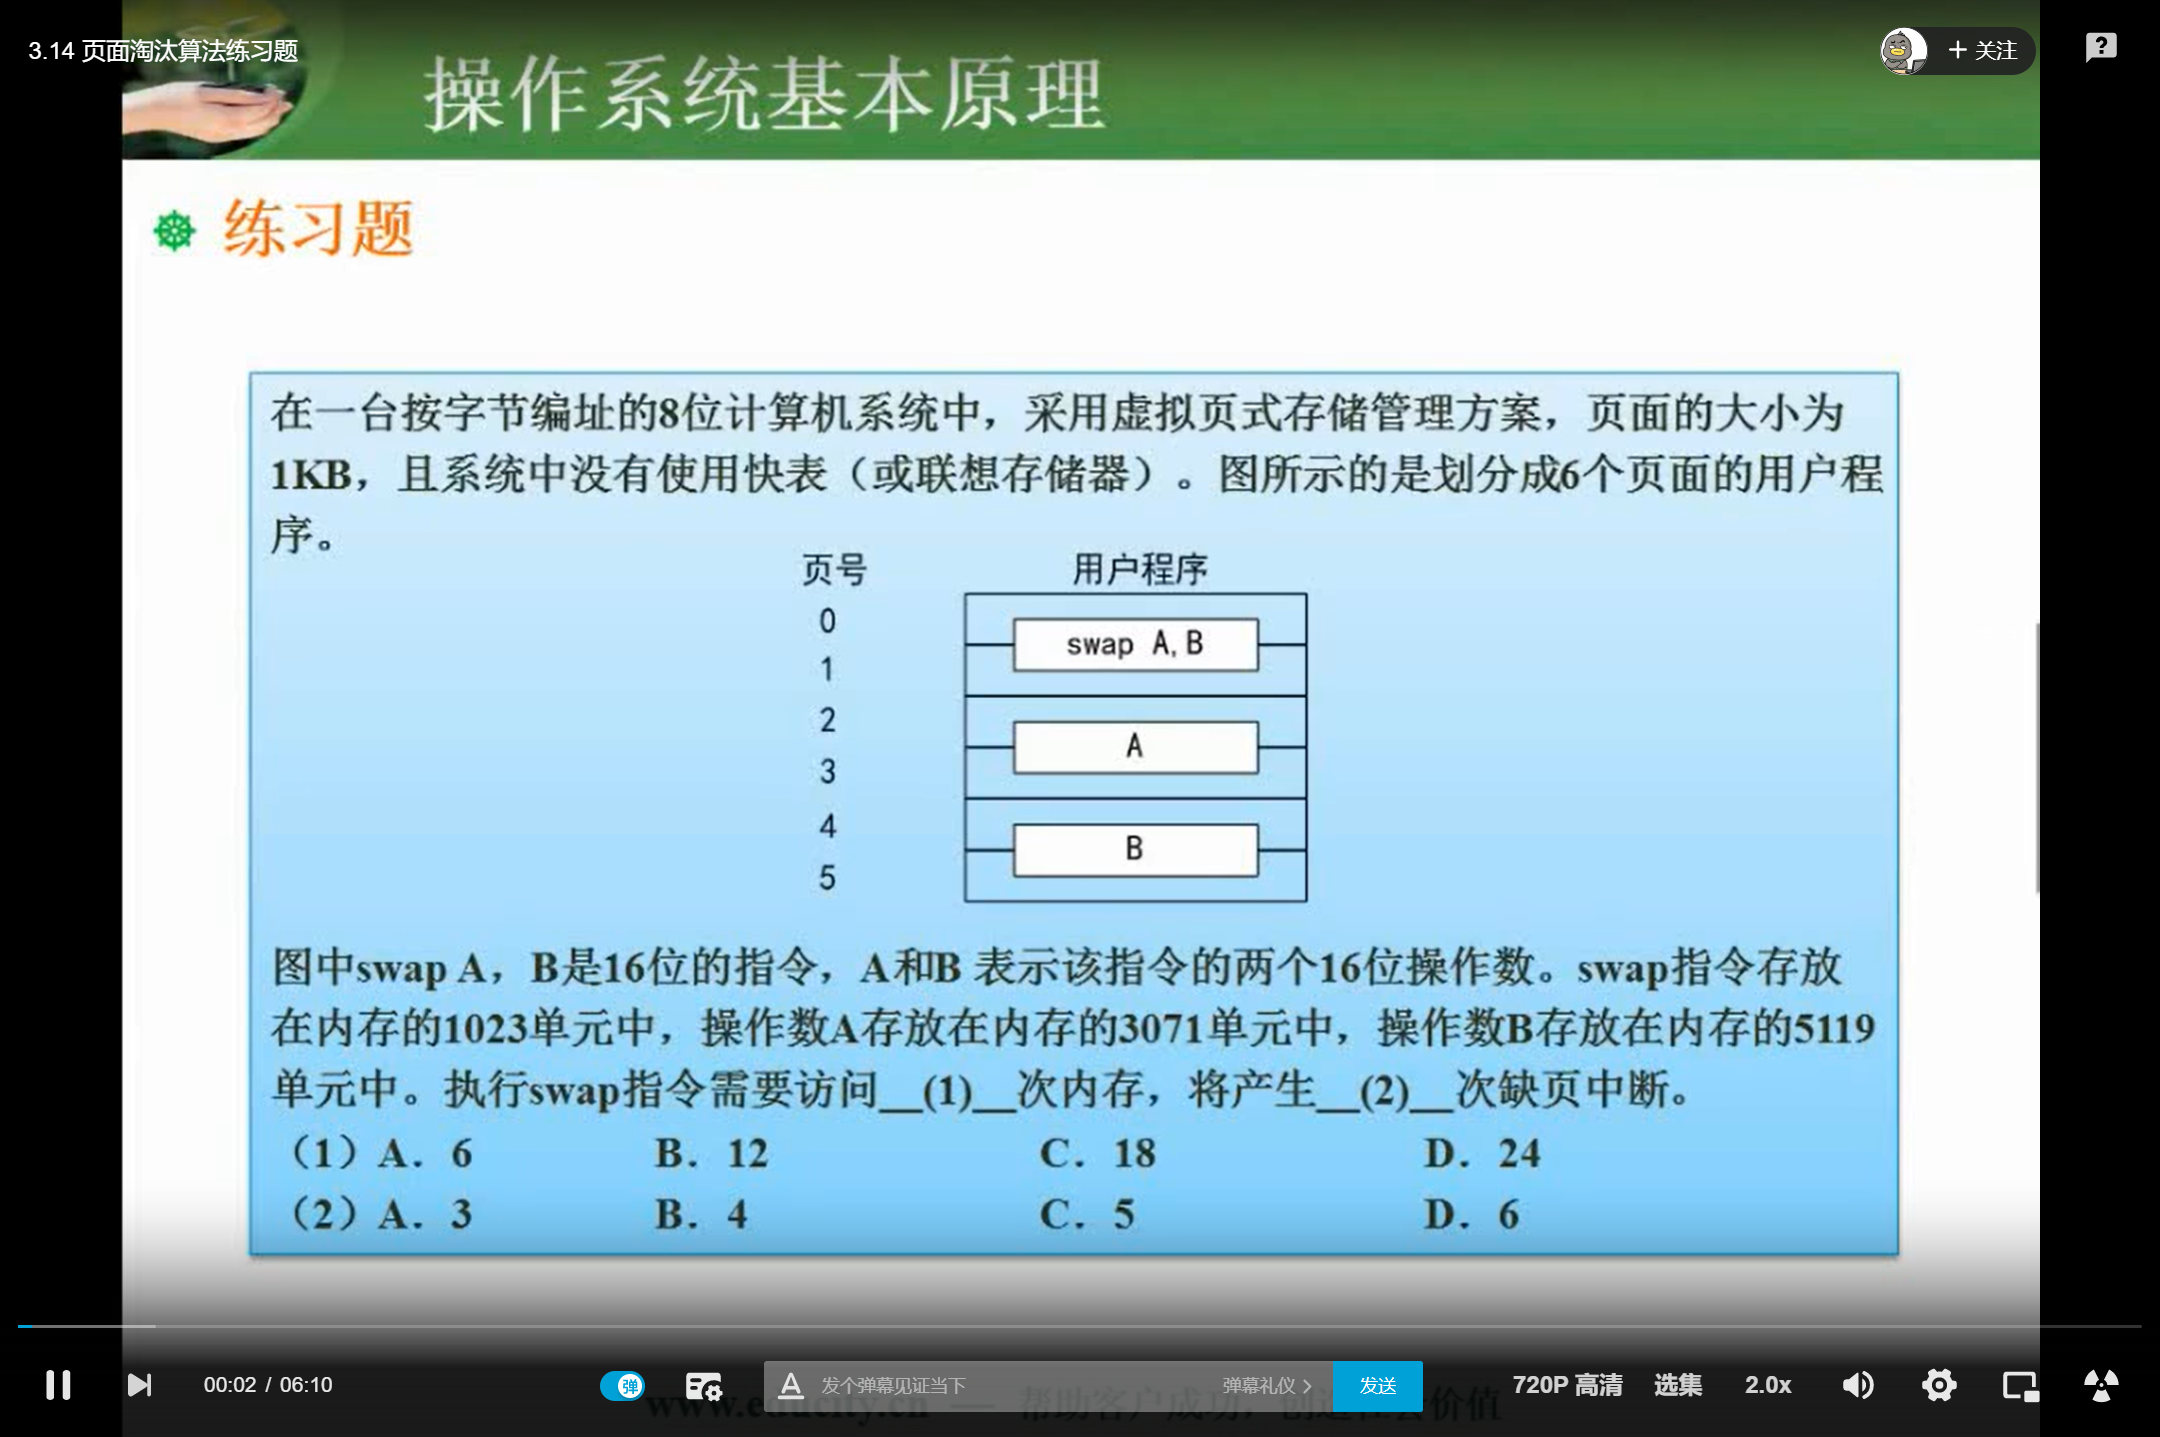 3.14 页面淘汰算法练习题
+ 关注
操作系统基本原理
练习题
在一台按字节编址的8位计算机系统中，采用虚拟页式存储管理方案，页面的大小为
1KB，且系统中没有使用快表（或联想存储器）。图所示的是划分成6个页面的用户程
序。
页号 用户程序
0
swap A,B
1
2
A
3
4
B
5
图中swap A，B是16位的指令，A和B 表示该指令的两个16位操作数。swap指令存放
在内存的1023单元中，操作数A存放在内存的3071单元中，操作数B存放在内存的5119
单元中。执行swap指令需要访问__(1)__次内存，将产生__(2)__次缺页中断。
（1）A．6 B．12 C．18 D．24
（2）A．3 B．4 C．5 D．6
00:02 / 06:10 弹 A 发个弹幕见证当下 弹幕礼仪 > 发送 720P 高清 选集 2.0x
www.educity.cn — 帮助客户成功，创造社会价值